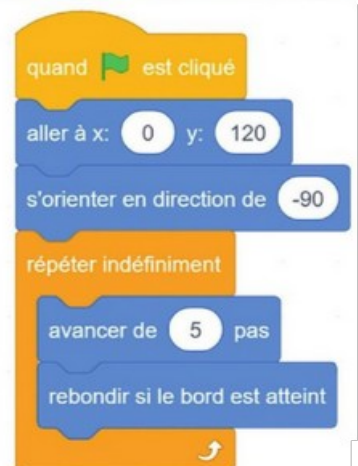 quand est cliqué
aller à x: 0 y: 120
s'orienter en direction de -90
répéter indéfiniment
avancer de 5 pas
rebondir si le bord est atteint